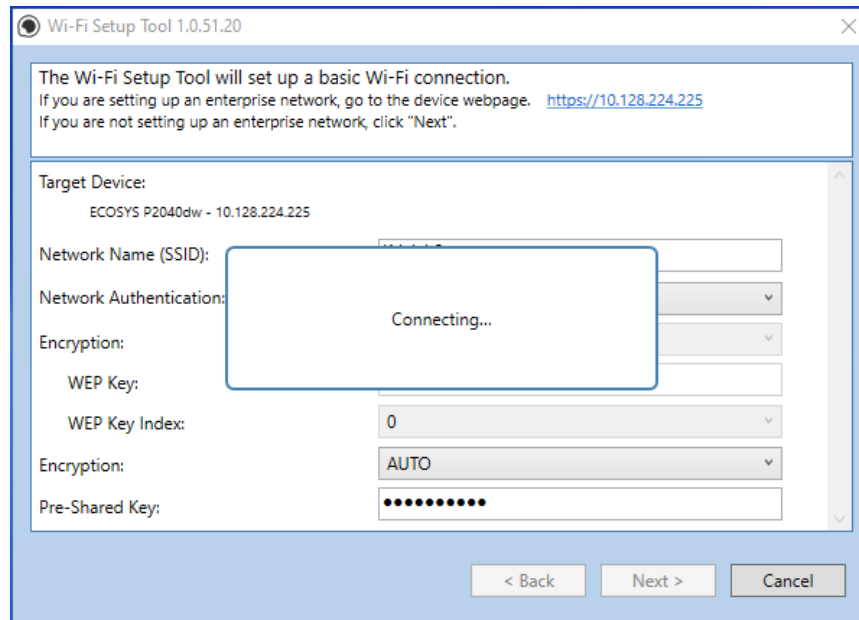 Wi-Fi Setup Tool 1.0.51.20
The Wi-Fi Setup Tool will set up a basic Wi-Fi connection.
If you are setting up an enterprise network, go to the device webpage. https://10.128.224.225
If you are not setting up an enterprise network, click "Next".
Target Device:
ECOSYS P2040dw - 10.128.224.225
Network Name (SSID):
Network Authentication:
Connecting...
Encryption:
WEP Key:
WEP Key Index: 0
Encryption: AUTO
Pre-Shared Key: ●●●●●●●●●●
< Back Next > Cancel